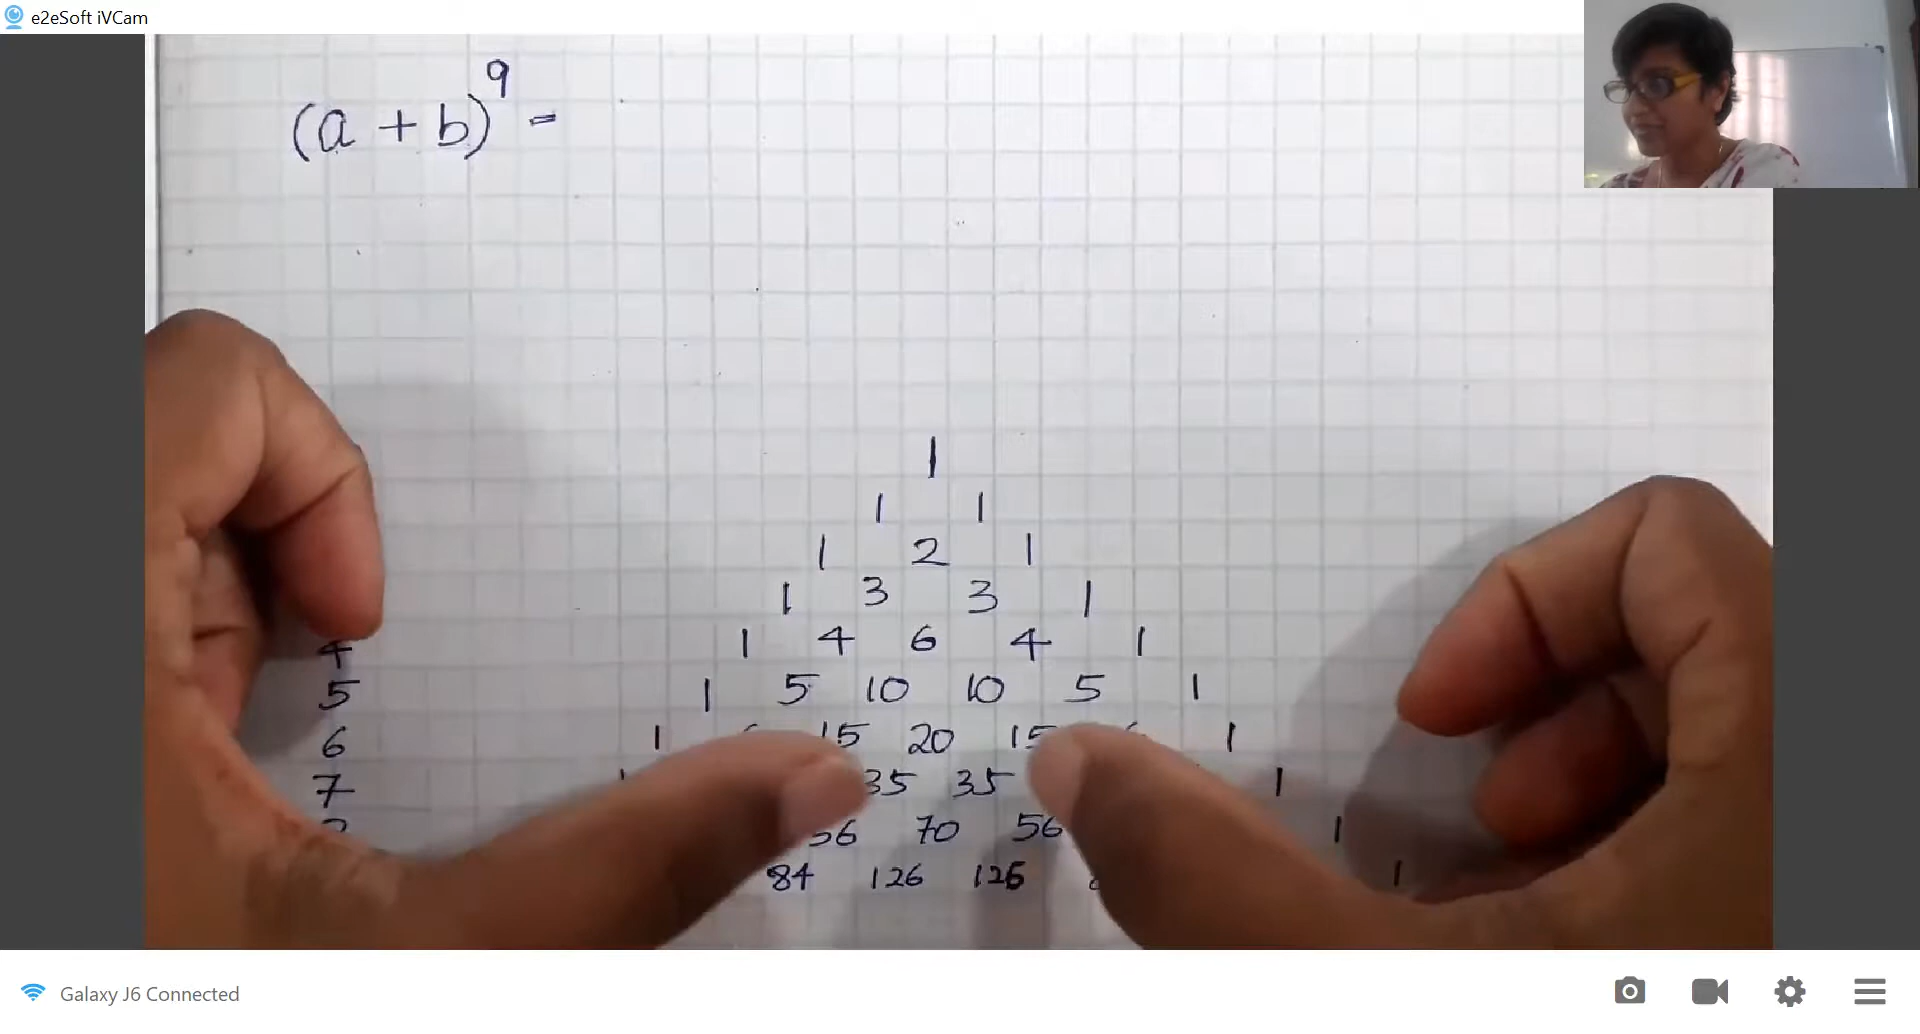 e2eSoft iVCam
(a + b)⁹ =
1
1 1
1 2 1
1 3 3 1
4 1 4 6 4 1
5 1 5 10 10 5 1
6 1 15 20 15 1
7 35 35 1
56 70 56 1
84 126 126 1
Galaxy J6 Connected